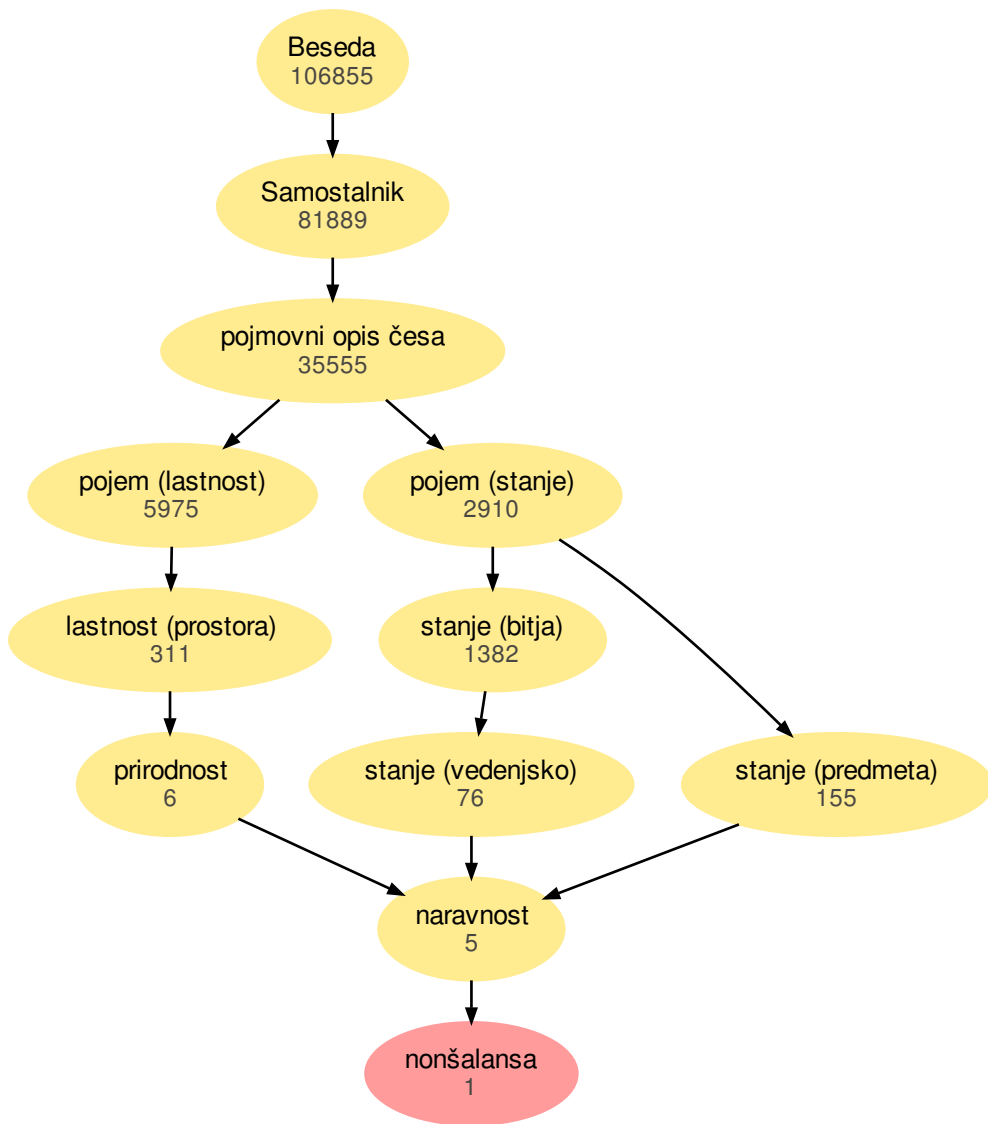 Beseda
106855
Samostalnik
81889
pojmovni opis česa
35555
pojem (lastnost)
5975
pojem (stanje)
2910
lastnost (prostora)
311
stanje (bitja)
1382
prirodnost
6
stanje (vedenjsko)
76
stanje (predmeta)
155
naravnost
5
nonšalansa
1